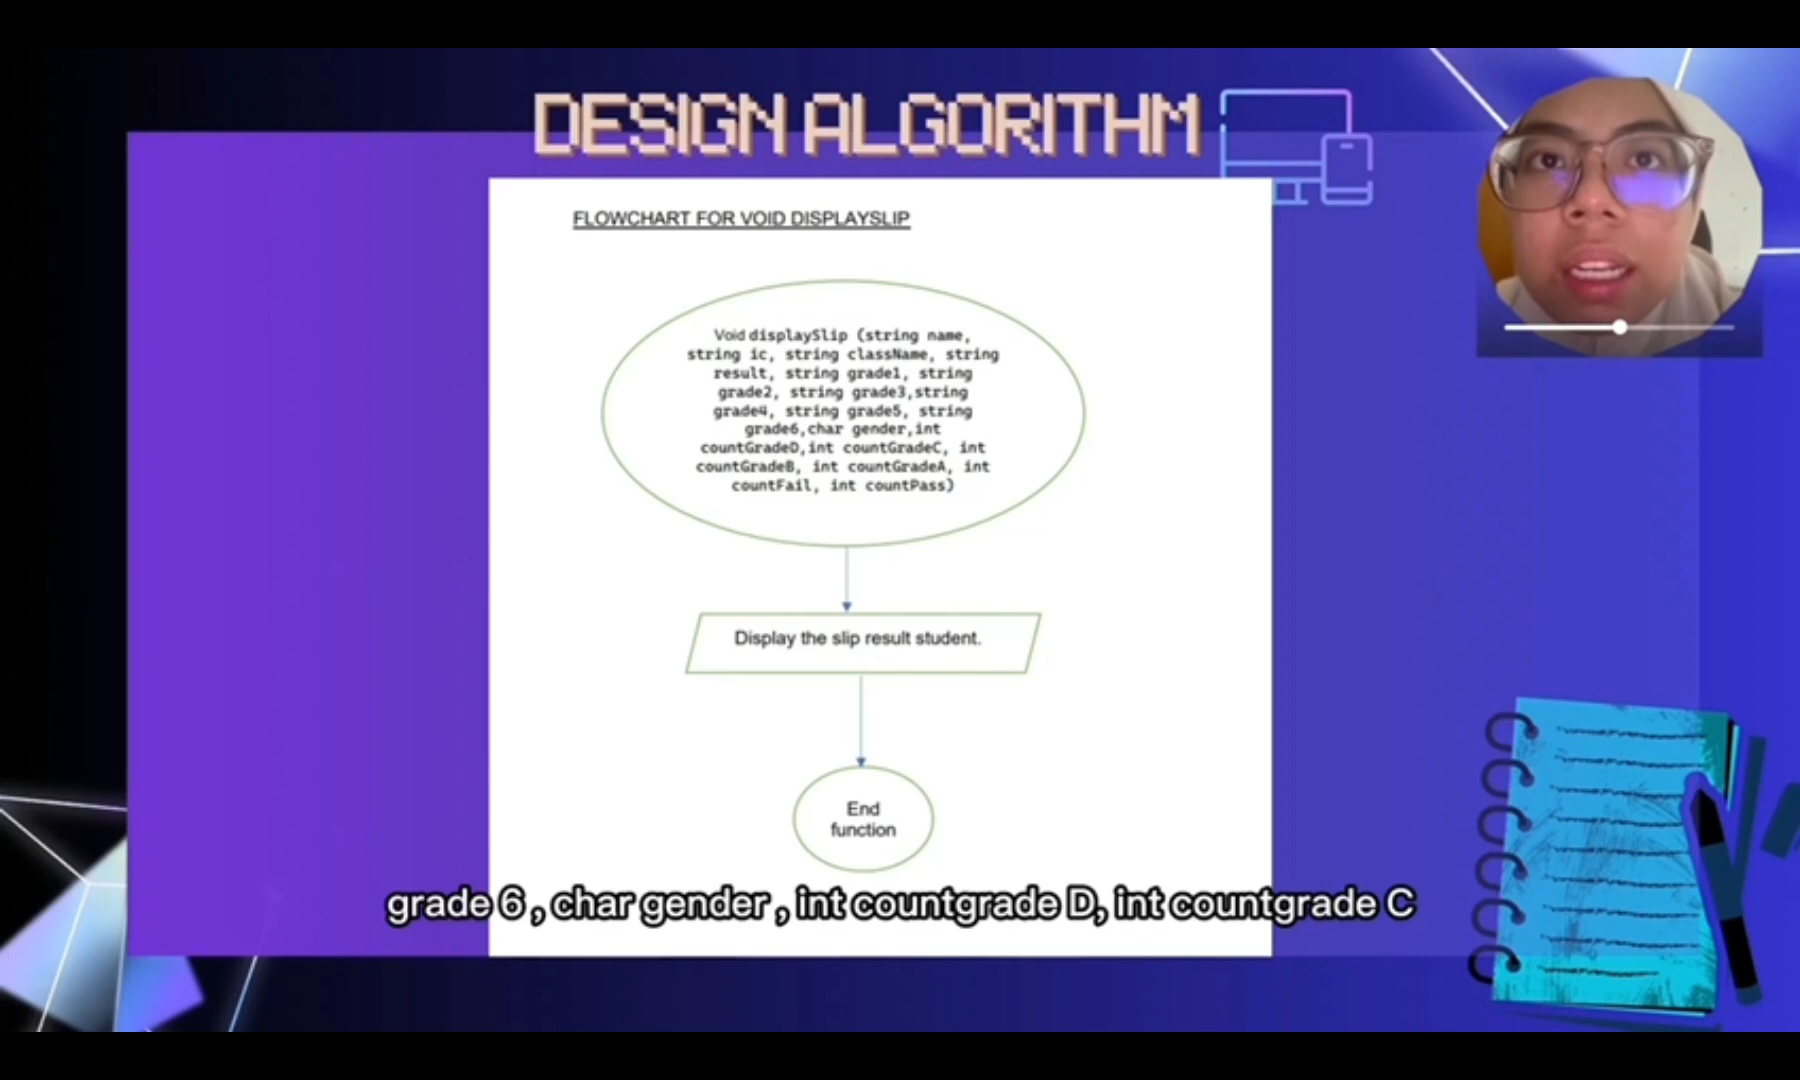 DESIGN ALGORITHM
FLOWCHART FOR VOID DISPLAYSLIP
Void displaySlip (string name,
string ic, string className, string
result, string grade1, string
grade2, string grade3,string
grade4, string grade5, string
grade6,char gender,int
countGradeD,int countGradeC, int
countGradeB, int countGradeA, int
countFail, int countPass)
Display the slip result student.
End
function
grade 6 , char gender , int countgrade D, int countgrade C